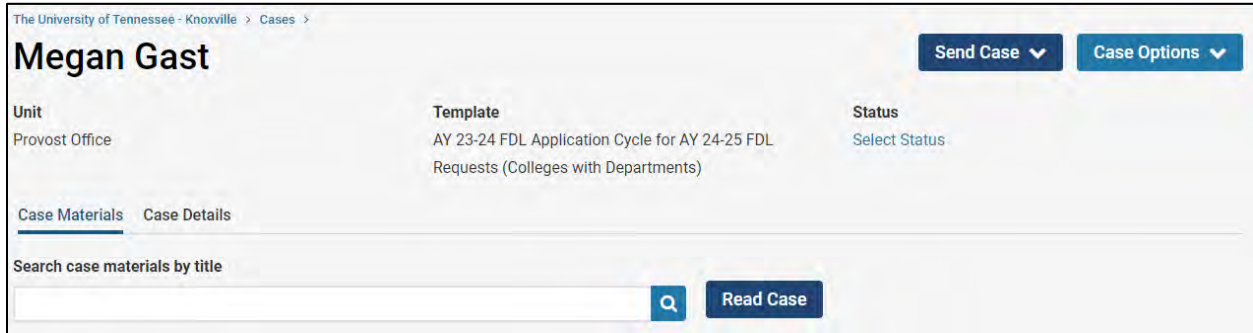 The University of Tennessee - Knoxville > Cases >
Megan Gast
Send Case
Case Options
Unit
Provost Office
Template
AY 23-24 FDL Application Cycle for AY 24-25 FDL
Requests (Colleges with Departments)
Status
Select Status
Case Materials
Case Details
Search case materials by title
Read Case